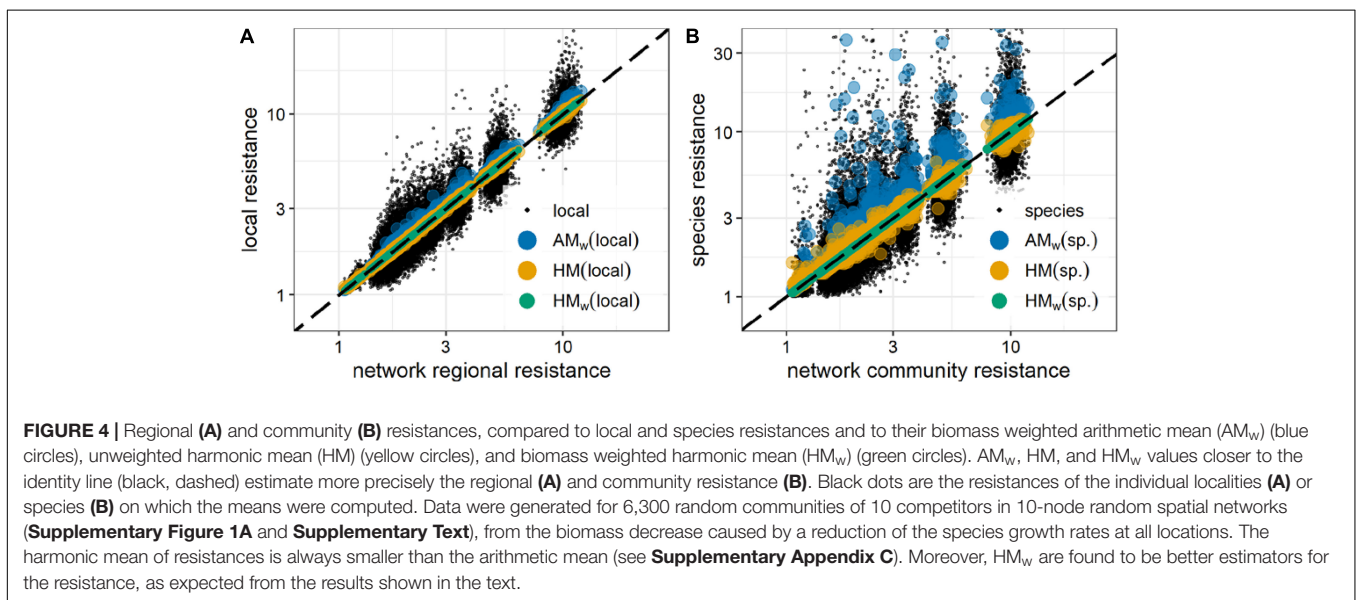 A
B
local resistance
10
3
1
local
AMw(local)
HM(local)
HMw(local)
1
3
10
network regional resistance
species resistance
30
10
3
1
species
AMw(sp.)
HM(sp.)
HMw(sp.)
1
3
10
network community resistance
FIGURE 4 | Regional (A) and community (B) resistances, compared to local and species resistances and to their biomass weighted arithmetic mean (AMw) (blue
circles), unweighted harmonic mean (HM) (yellow circles), and biomass weighted harmonic mean (HMw) (green circles). AMw, HM, and HMw values closer to the
identity line (black, dashed) estimate more precisely the regional (A) and community resistance (B). Black dots are the resistances of the individual localities (A) or
species (B) on which the means were computed. Data were generated for 6,300 random communities of 10 competitors in 10-node random spatial networks
(Supplementary Figure 1A and Supplementary Text), from the biomass decrease caused by a reduction of the species growth rates at all locations. The
harmonic mean of resistances is always smaller than the arithmetic mean (see Supplementary Appendix C). Moreover, HMw are found to be better estimators for
the resistance, as expected from the results shown in the text.